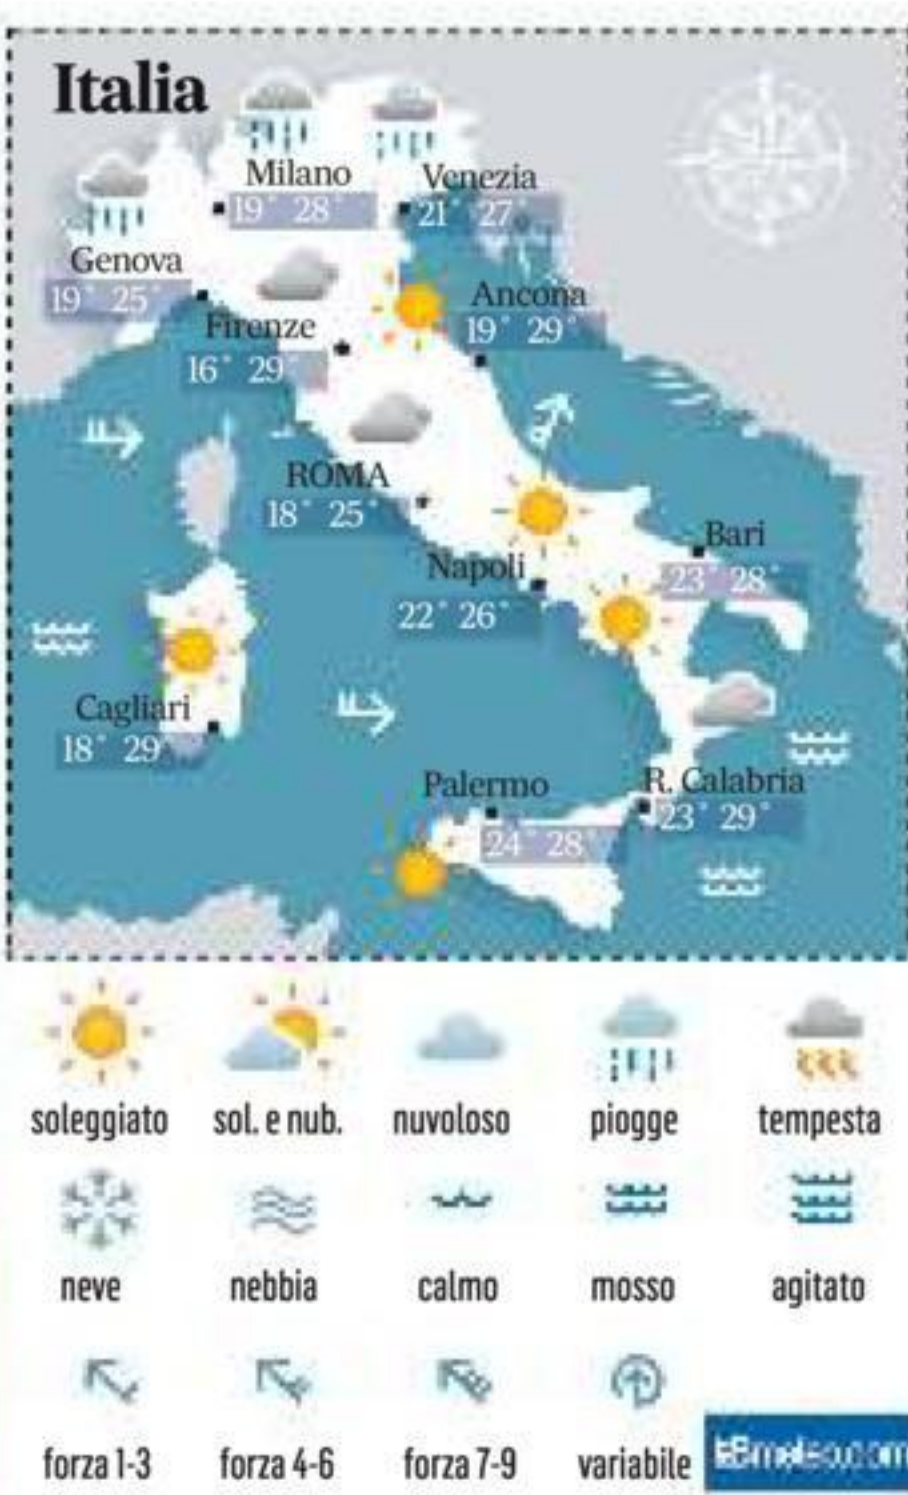 Italia
Milano
19° 28°
Venezia
21° 27°
Genova
19° 25°
Ancona
19° 29°
Firenze
16° 29°
ROMA
18° 25°
Bari
23° 28°
Napoli
22° 26°
Cagliari
18° 29°
Palermo
24° 28°
R. Calabria
23° 29°
soleggiato sol. e nub. nuvoloso piogge tempesta
neve nebbia calmo mosso agitato
forza 1-3 forza 4-6 forza 7-9 variabile